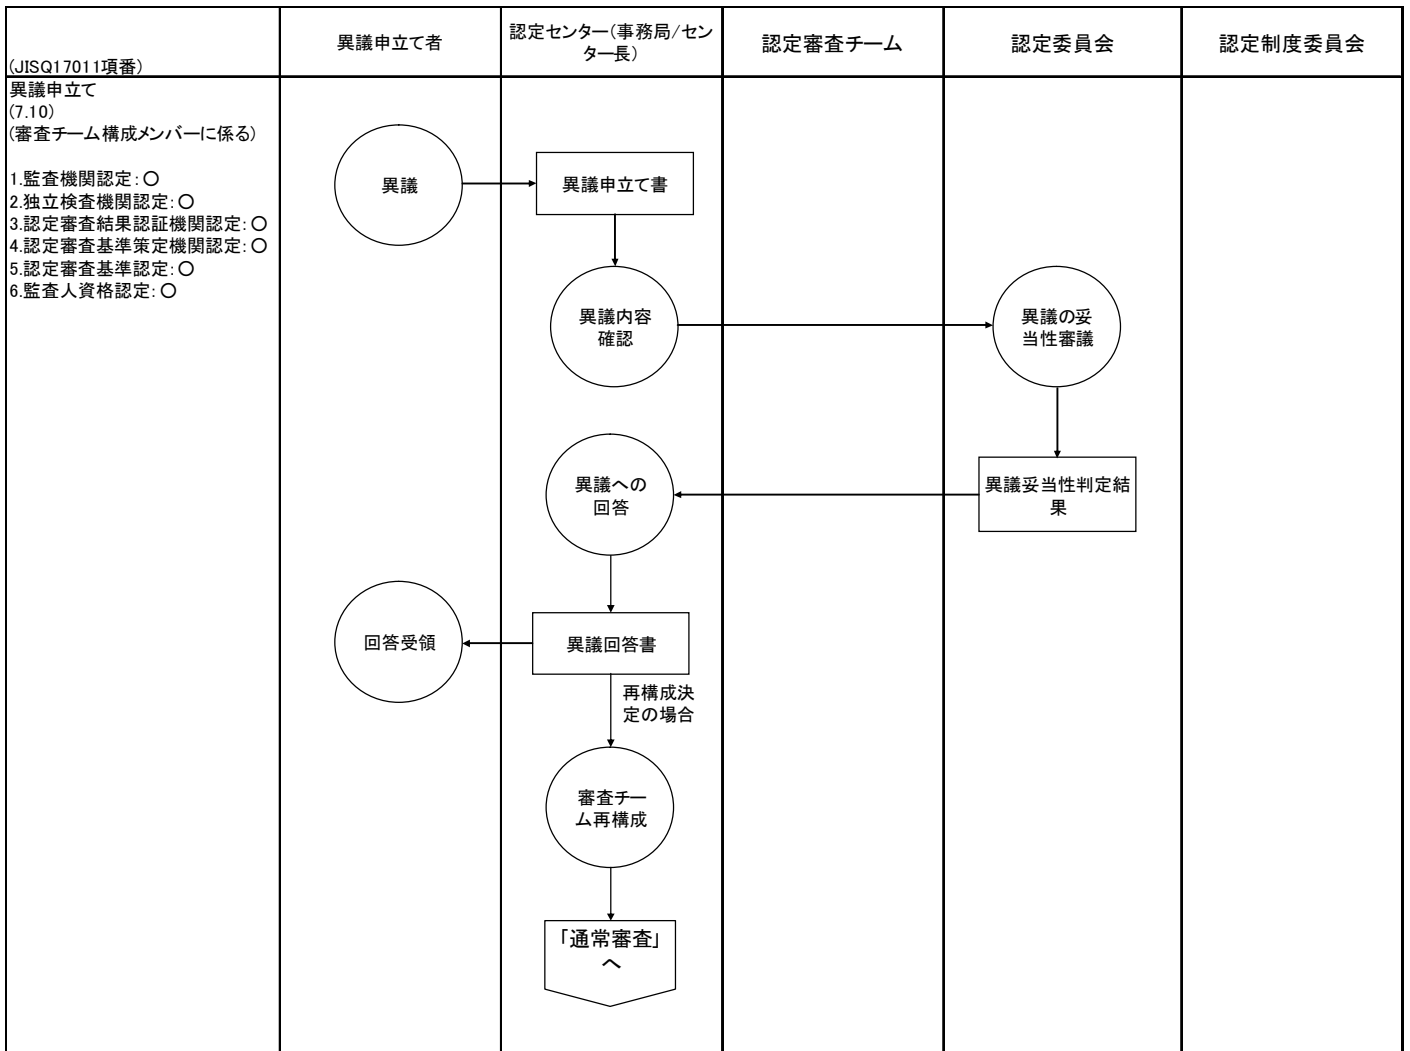 (JISQ17011項番)
異議申立て者
認定センター(事務局/セン
ター長)
認定審査チーム
認定委員会
認定制度委員会
異議申立て
(7.10)
(審査チーム構成メンバーに係る)
1.監査機関認定:〇
2.独立検査機関認定:〇
3.認定審査結果認証機関認定:〇
4.認定審査基準策定機関認定:〇
5.認定審査基準認定:〇
6.監査人資格認定:〇
異議
異議申立て書
異議内容
確認
異議の妥
当性審議
異議への
回答
異議妥当性判定結
果
回答受領
異議回答書
再構成決
定の場合
審査チー
ム再構成
「通常審査」
へ